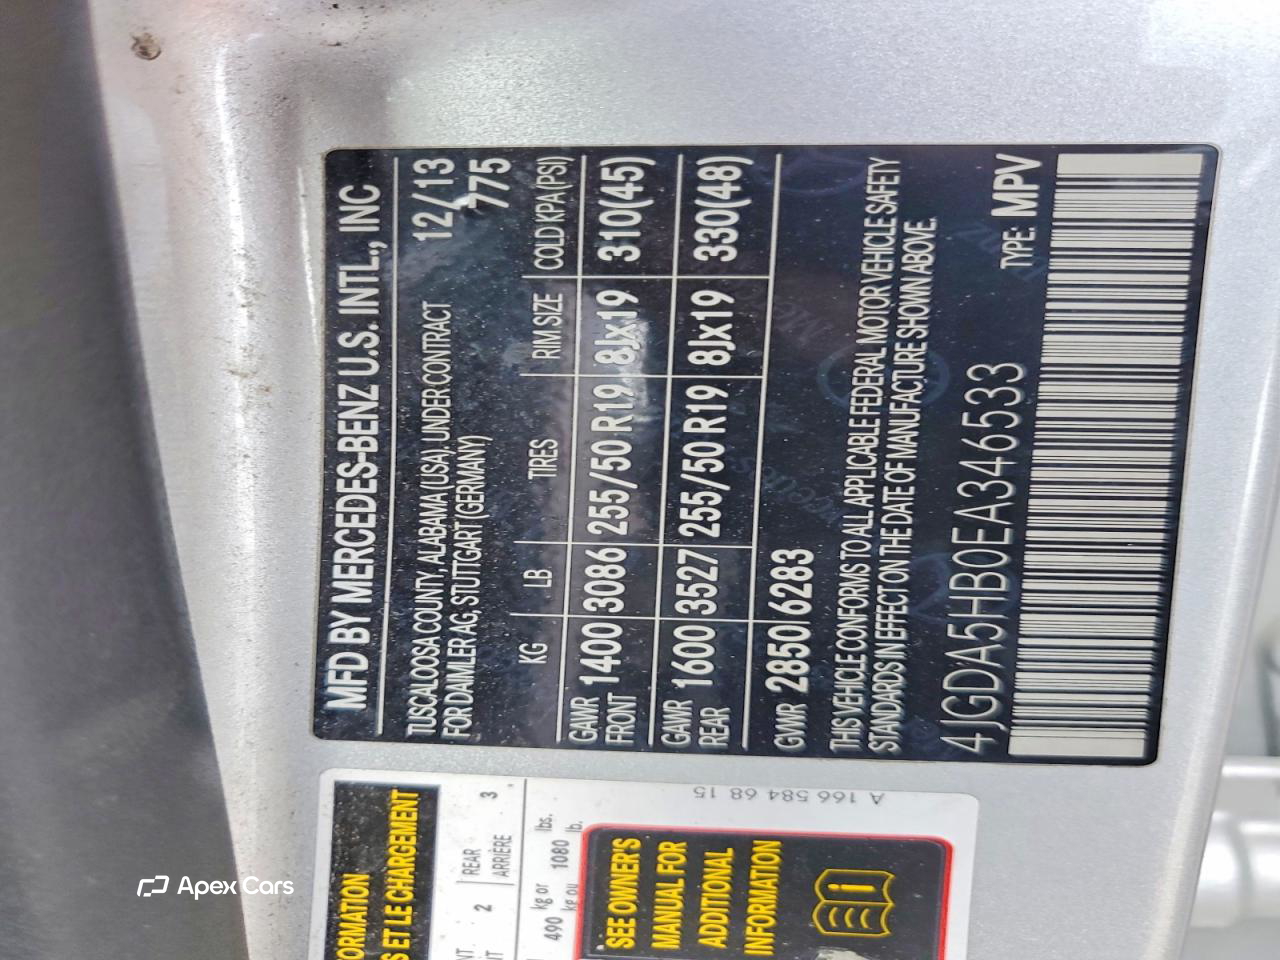 MFD BY MERCEDES-BENZ U.S. INTL., INC
TUSCALOOSA COUNTY, ALABAMA (USA) UNDER CONTRACT 12/13
FOR DAIMLER AG, STUTTGART (GERMANY) 775
KG LB TIRES RIM SIZE COLD KPA (PSI)
GAWR FRONT 1400 3086 255/50 R19 8Jx19 310(45)
GAWR REAR 1600 3527 255/50 R19 8Jx19 330(48)
GVWR 2850 6283
THIS VEHICLE CONFORMS TO ALL APPLICABLE FEDERAL MOTOR VEHICLE SAFETY
STANDARDS IN EFFECT ON THE DATE OF MANUFACTURE SHOWN ABOVE.
TYPE: MPV
4JGDA5HB0EA346533
ET LE CHARGEMENT
2 REAR 3
ARRIÈRE
490 kg or 1080 lbs.
kg ou lb.
SEE OWNER'S
MANUAL FOR
ADDITIONAL
INFORMATION
A 166 584 68 15
Apex Cars